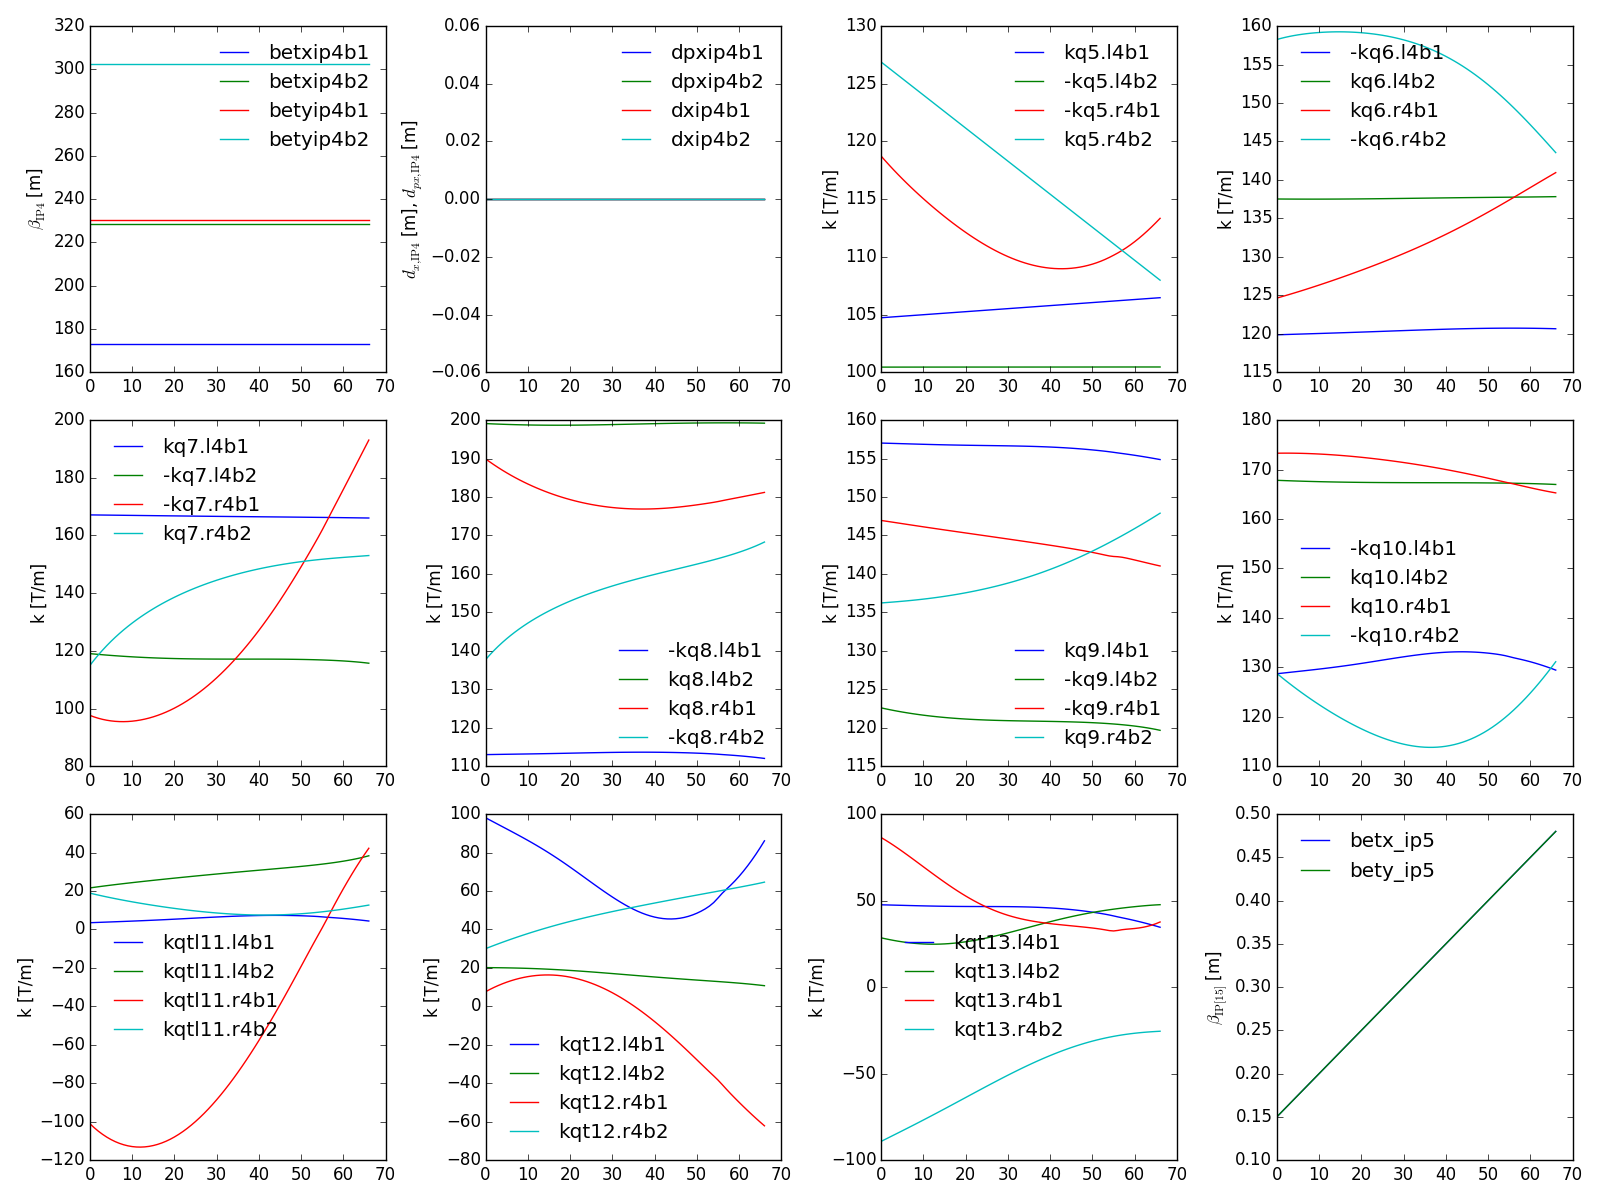 320
300
280
260
240
220
200
180
160
β_IP4 [m]
betxip4b1
betxip4b2
betyip4b1
betyip4b2
0 10 20 30 40 50 60 70
0.06
0.04
0.02
0.00
−0.02
−0.04
−0.06
d_x,IP4 [m], d_px,IP4 [m]
dpxip4b1
dpxip4b2
dxip4b1
dxip4b2
0 10 20 30 40 50 60 70
130
125
120
115
110
105
100
k [T/m]
kq5.l4b1
-kq5.l4b2
-kq5.r4b1
kq5.r4b2
0 10 20 30 40 50 60 70
160
155
150
145
140
135
130
125
120
115
k [T/m]
-kq6.l4b1
kq6.l4b2
kq6.r4b1
-kq6.r4b2
0 10 20 30 40 50 60 70
200
180
160
140
120
100
80
k [T/m]
kq7.l4b1
-kq7.l4b2
-kq7.r4b1
kq7.r4b2
0 10 20 30 40 50 60 70
200
190
180
170
160
150
140
130
120
110
k [T/m]
-kq8.l4b1
kq8.l4b2
kq8.r4b1
-kq8.r4b2
0 10 20 30 40 50 60 70
160
155
150
145
140
135
130
125
120
115
k [T/m]
kq9.l4b1
-kq9.l4b2
-kq9.r4b1
kq9.r4b2
0 10 20 30 40 50 60 70
180
170
160
150
140
130
120
110
k [T/m]
-kq10.l4b1
kq10.l4b2
kq10.r4b1
-kq10.r4b2
0 10 20 30 40 50 60 70
60
40
20
0
−20
−40
−60
−80
−100
−120
k [T/m]
kqtl11.l4b1
kqtl11.l4b2
kqtl11.r4b1
kqtl11.r4b2
0 10 20 30 40 50 60 70
100
80
60
40
20
0
−20
−40
−60
−80
k [T/m]
kqt12.l4b1
kqt12.l4b2
kqt12.r4b1
kqt12.r4b2
0 10 20 30 40 50 60 70
100
50
0
−50
−100
k [T/m]
kqt13.l4b1
kqt13.l4b2
kqt13.r4b1
kqt13.r4b2
0 10 20 30 40 50 60 70
0.50
0.45
0.40
0.35
0.30
0.25
0.20
0.15
0.10
β_IP[15] [m]
betx_ip5
bety_ip5
0 10 20 30 40 50 60 70